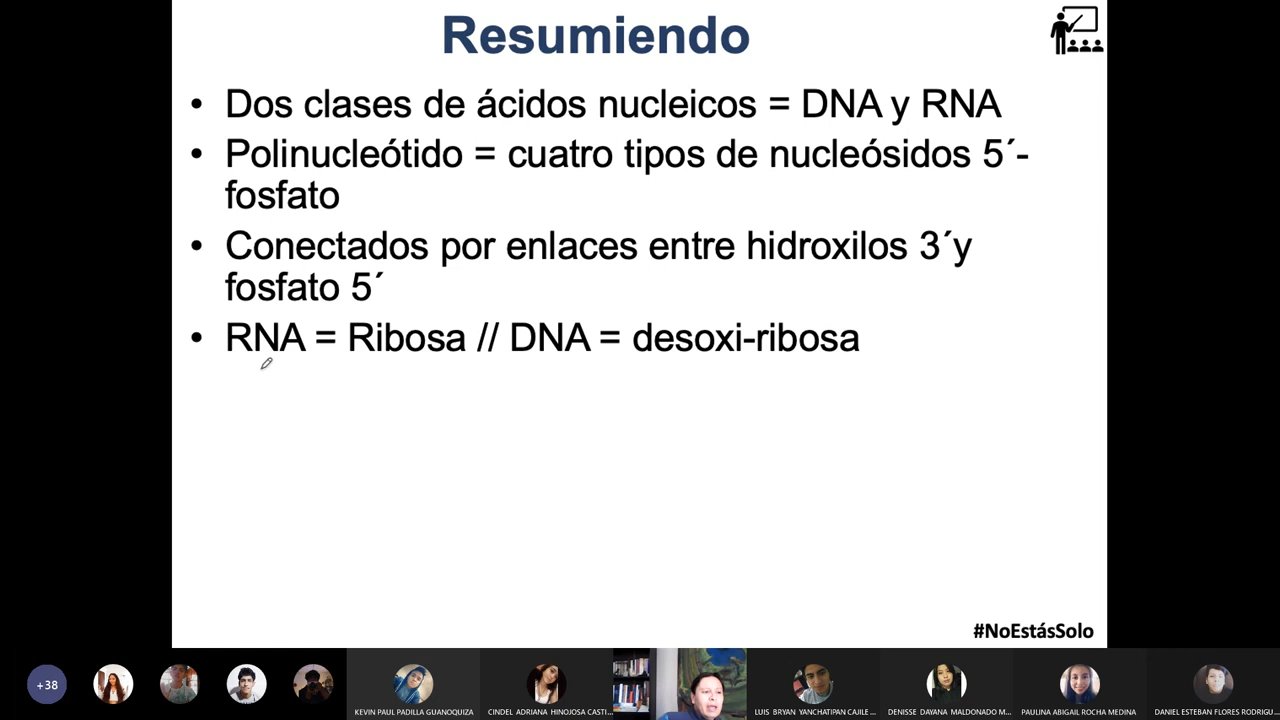 Resumiendo
• Dos clases de ácidos nucleicos = DNA y RNA
• Polinucleótido = cuatro tipos de nucleósidos 5´-
fosfato
• Conectados por enlaces entre hidroxilos 3´y
fosfato 5´
• RNA = Ribosa // DNA = desoxi-ribosa
#NoEstásSolo
+38
KEVIN PAUL PADILLA GUANOQUIZA
CINDEL ADRIANA HINOJOSA CASTI...
LUIS BRYAN YANCHATIPAN CAJILE...
DENISSE DAYANA MALDONADO M...
PAULINA ABIGAIL ROCHA MEDINA
DANIEL ESTEBAN FLORES RODRIGU